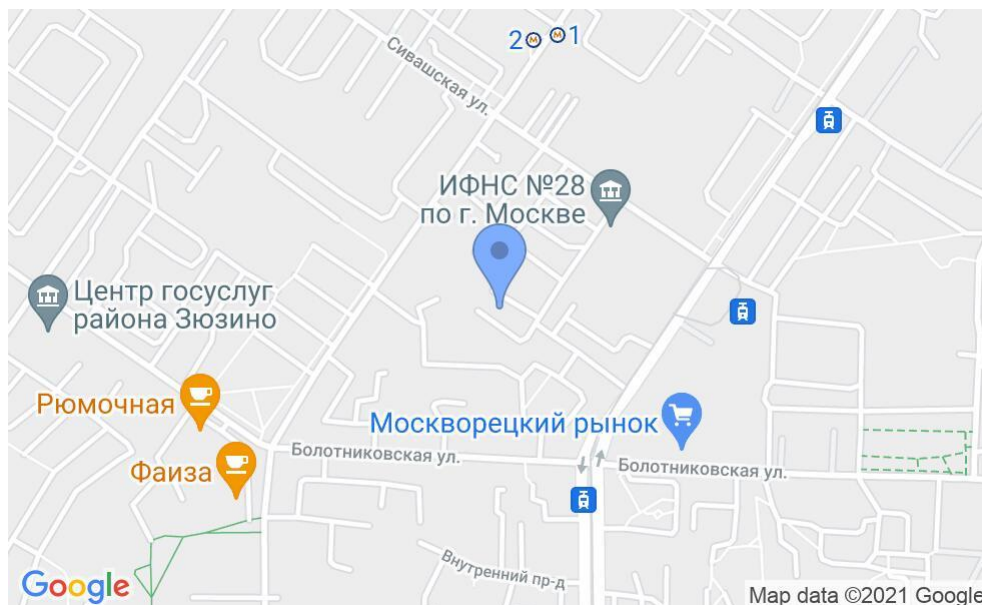 2 1
Сивашская ул.
ИФНС №28
по г. Москве
Центр госуслуг
района Зюзино
Рюмочная
Москворецкий рынок
Болотниковская ул.
Болотниковская ул.
Фаиза
Внутренний пр-д
Google
Map data ©2021 Google